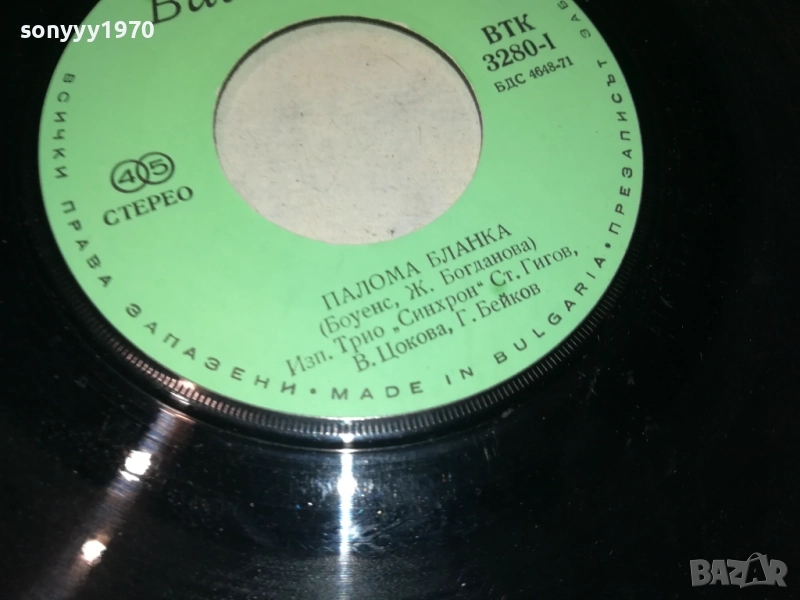 sonyyy1970
ВТК
3280-I
БДС 4648-71
45
СТЕРЕО
ПАЛОМА БЛАНКА
(Боуенс, Ж. Богданова)
Изп. Трио „Синхрон" Ст. Гигов,
В. Цокова, Г. Бейков
ВСИЧКИ ПРАВА ЗАПАЗЕНИ • MADE IN BULGARIA • ПРЕЗАПИСЪТ
BAZAR